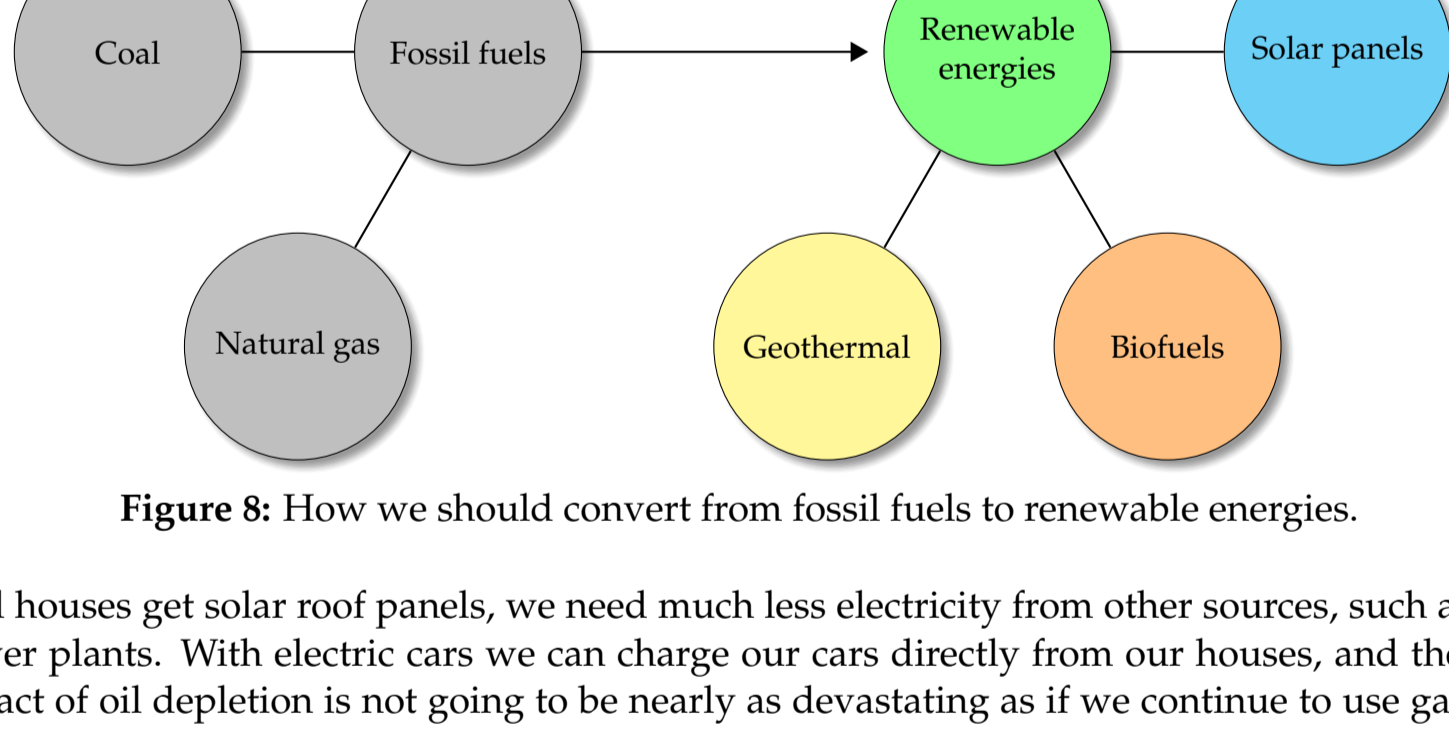 Coal
Fossil fuels
Renewable
energies
Solar panels
Natural gas
Geothermal
Biofuels
Figure 8: How we should convert from fossil fuels to renewable energies.
houses get solar roof panels, we need much less electricity from other sources, such
plants. With electric cars we can charge our cars directly from our houses, and
of oil depletion is not going to be nearly as devastating as if we continue to use